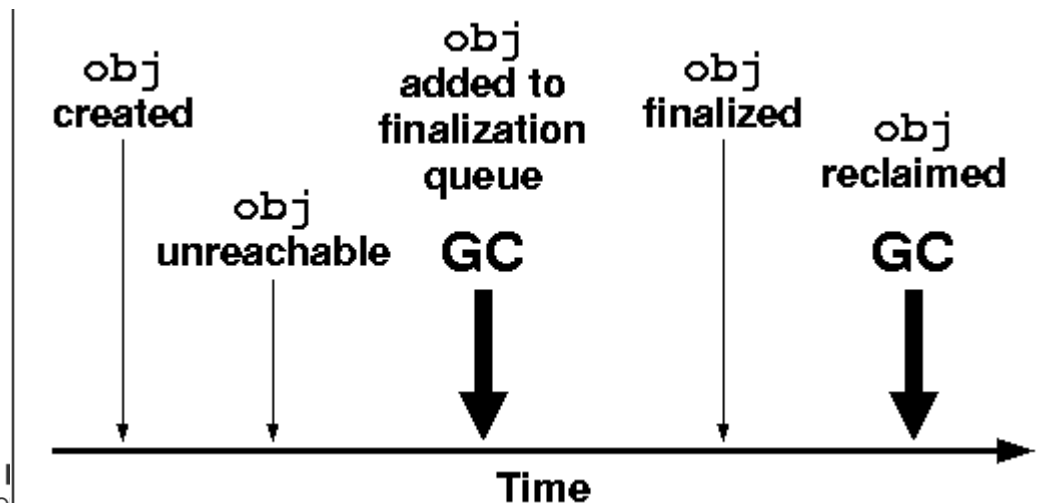 obj
created
obj
unreachable
obj
added to
finalization
queue
GC
obj
finalized
obj
reclaimed
GC
Time